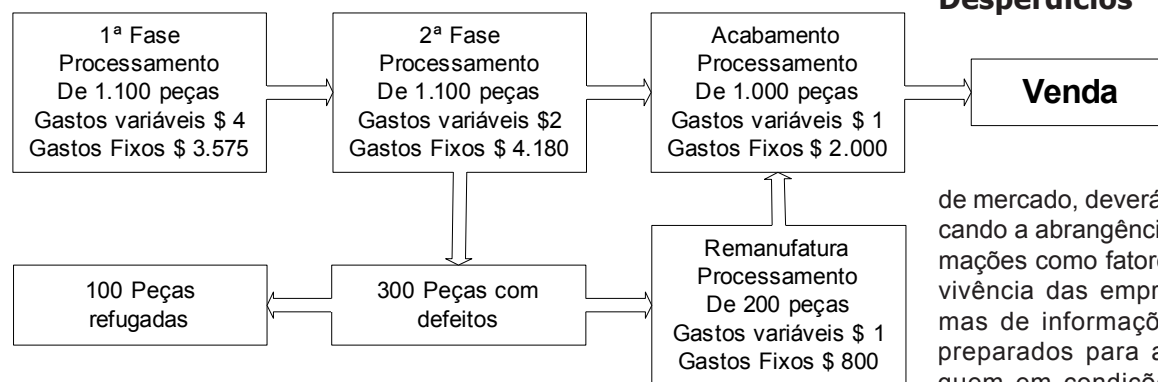 Desperdícios
1ª Fase
Processamento
De 1.100 peças
Gastos variáveis $ 4
Gastos Fixos $ 3.575
2ª Fase
Processamento
De 1.100 peças
Gastos variáveis $2
Gastos Fixos $ 4.180
Acabamento
Processamento
De 1.000 peças
Gastos variáveis $ 1
Gastos Fixos $ 2.000
Venda
100 Peças
refugadas
300 Peças com
defeitos
Remanufatura
Processamento
De 200 peças
Gastos variáveis $ 1
Gastos Fixos $ 800
de mercado, deverá
cando a abrangênci
mações como fator
vivência das empr
mas de informaçõ
preparados para a
quem em condiçõ